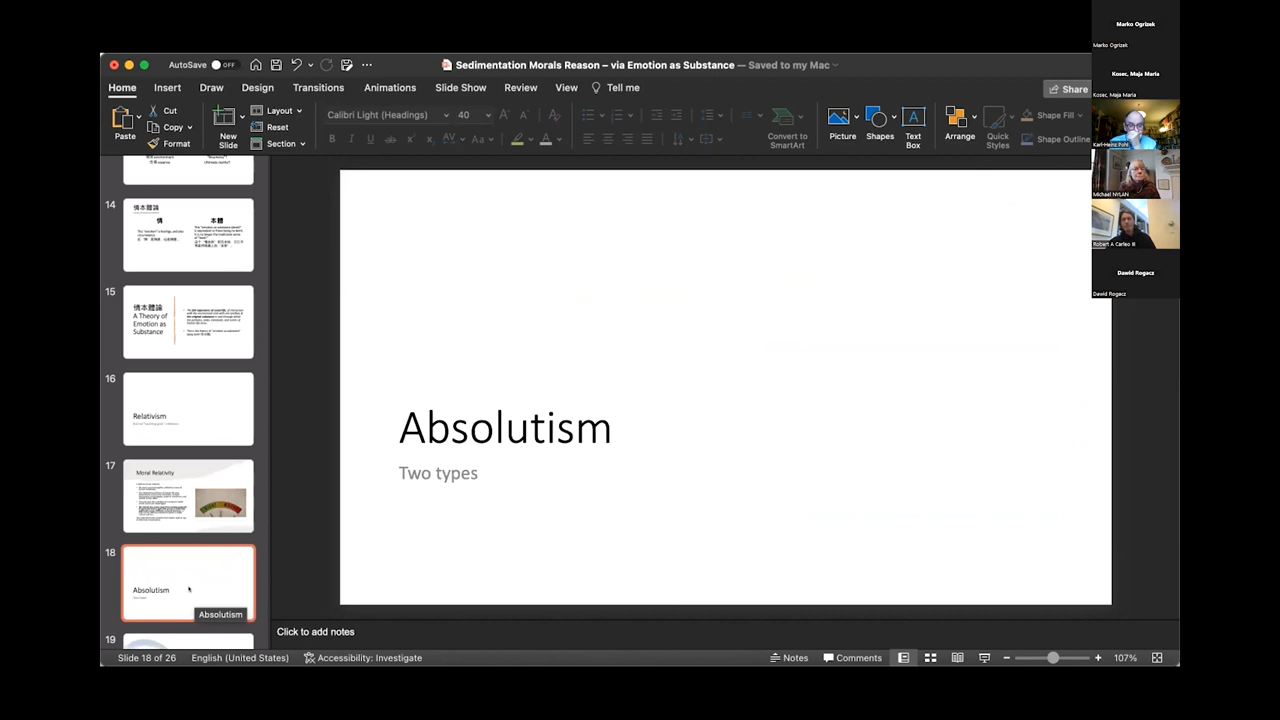 Marko Ogrizek
Marko Ogrizek
Kosec, Maja Maria
Kosec, Maja Maria
Karl-Heinz Pohl
Michael NYLAN
Robert A Carleo III
Dawid Rogacz
Dawid Rogacz
AutoSave OFF
Sedimentation Morals Reason – via Emotion as Substance — Saved to my Mac
Home Insert Draw Design Transitions Animations Slide Show Review View Tell me
Share
Paste
Cut
Copy
Format
New Slide
Layout
Reset
Section
Calibri Light (Headings) 40
Convert to SmartArt
Picture
Shapes
Text Box
Arrange
Quick Styles
Shape Fill
Shape Outline
14
情本體論
情
本體
15
情本體論
A Theory of
Emotion as
Substance
16
Relativism
17
Moral Relativity
18
Absolutism
Absolutism
19
Absolutism
Two types
Click to add notes
Slide 18 of 26 English (United States) Accessibility: Investigate
Notes Comments 107%